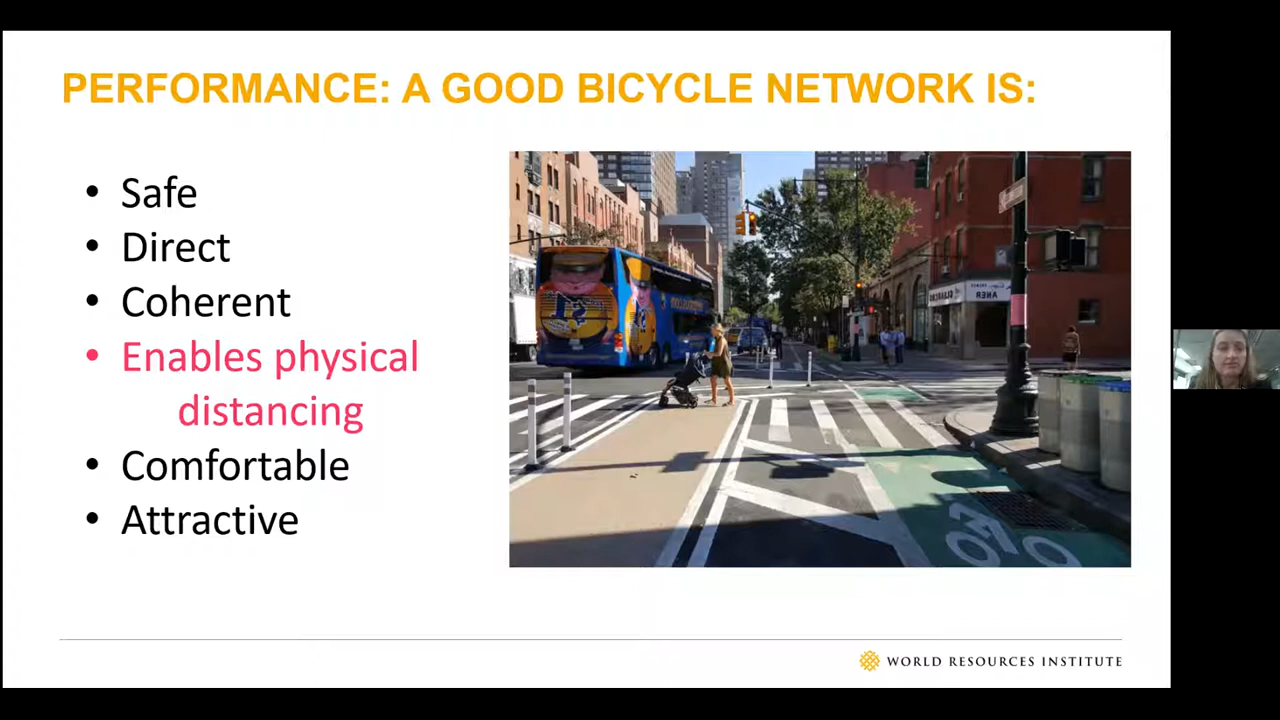 PERFORMANCE: A GOOD BICYCLE NETWORK IS:
• Safe
• Direct
• Coherent
• Enables physical
distancing
• Comfortable
• Attractive
WORLD RESOURCES INSTITUTE